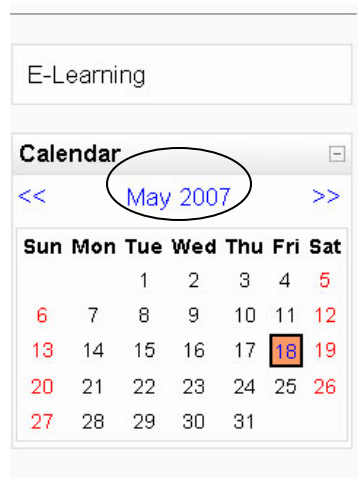 E-Learning
Calendar
<< May 2007 >>
Sun Mon Tue Wed Thu Fri Sat
1 2 3 4 5
6 7 8 9 10 11 12
13 14 15 16 17 18 19
20 21 22 23 24 25 26
27 28 29 30 31